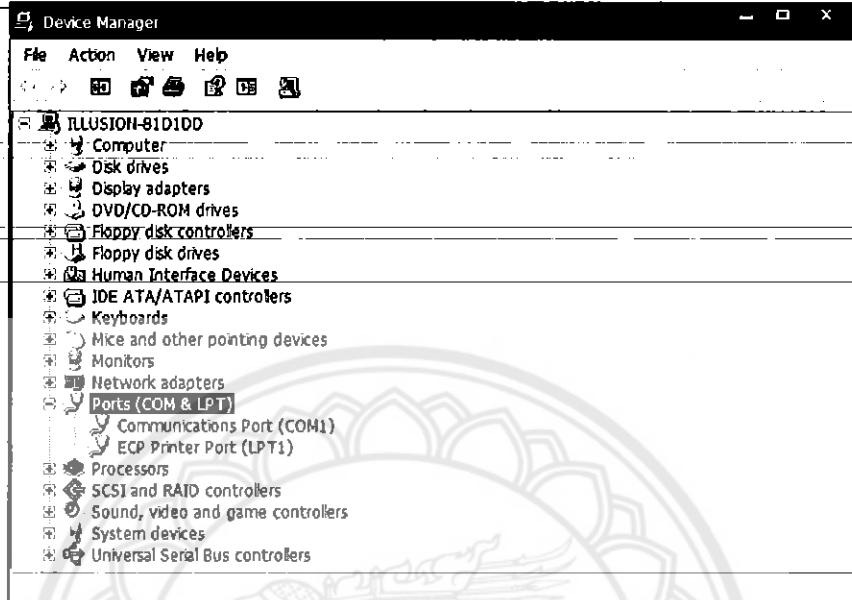 Device Manager
File Action View Help
ILLUSION-81D1DD
Computer
Disk drives
Display adapters
DVD/CD-ROM drives
Floppy disk controllers
Floppy disk drives
Human Interface Devices
IDE ATA/ATAPI controllers
Keyboards
Mice and other pointing devices
Monitors
Network adapters
Ports (COM & LPT)
Communications Port (COM1)
ECP Printer Port (LPT1)
Processors
SCSI and RAID controllers
Sound, video and game controllers
System devices
Universal Serial Bus controllers